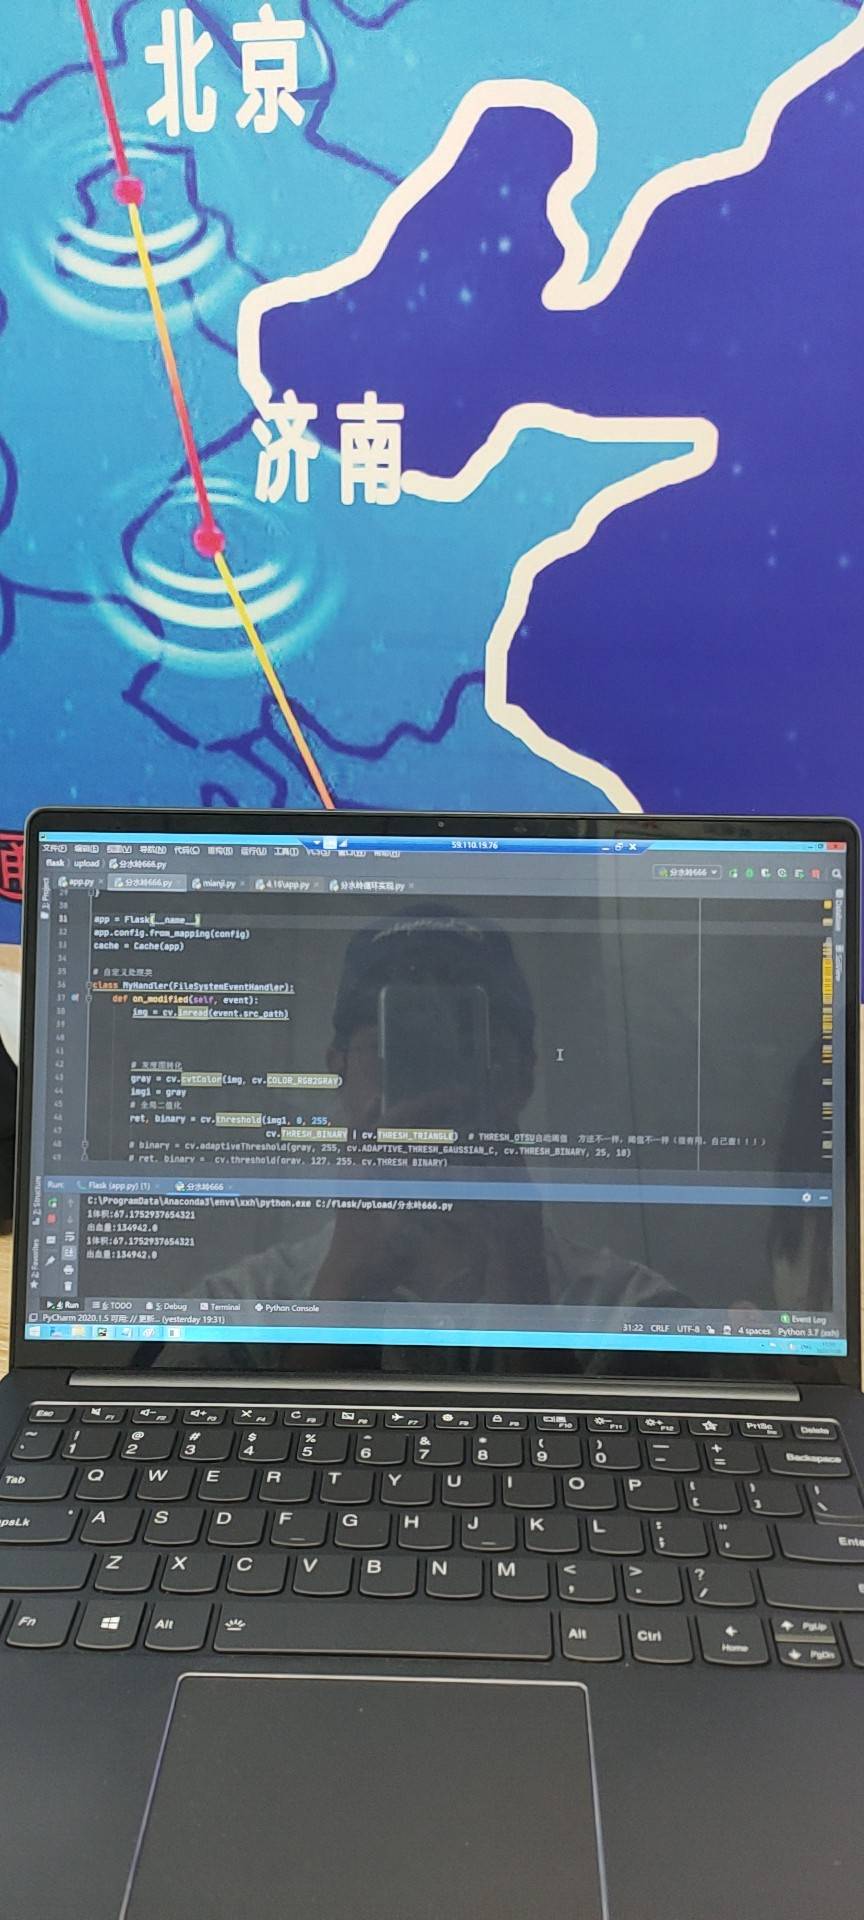 北京
济南
59.110.19.76
文件(F) 编辑(E) 视图(V) 导航(N) 代码(C) 重构(R) 运行(U) 工具(T)
flask upload 分水岭666.py
分水岭666
app.py 分水岭666.py mianji.py 4.16\app.py 分水岭循环实现.py
1: Project
Database
29 )
30
31 app = Flask(__name__)
32 app.config.from_mapping(config)
33 cache = Cache(app)
34
35 # 自定义处理类
36 class MyHandler(FileSystemEventHandler):
37 def on_modified(self, event):
38 img = cv.imread(event.src_path)
39
40
41
42 # 灰度图转化
43 gray = cv.cvtColor(img, cv.COLOR_RGB2GRAY)
44 img1 = gray
45 # 全局二值化
46 ret, binary = cv.threshold(img1, 0, 255,
47 cv.THRESH_BINARY | cv.THRESH_TRIANGLE) # THRESH_OTSU自动阈值 方法不一样，阈值不一样（很有用，自己查！！！）
48 # binary = cv.adaptiveThreshold(gray, 255, cv.ADAPTIVE_THRESH_GAUSSIAN_C, cv.THRESH_BINARY, 25, 10)
49 # ret, binary = cv.threshold(gray, 127, 255, cv.THRESH_BINARY)
Run: Flask (app.py) (1) 分水岭666
C:\ProgramData\Anaconda3\envs\xxh\python.exe C:/flask/upload/分水岭666.py
1体积:67.1752937654321
出血量:134942.0
1体积:67.1752937654321
出血量:134942.0
Z: Structure
2: Favorites
4: Run 6: TODO 5: Debug Terminal Python Console
Event Log
PyCharm 2020.1.5 可用: // 更新... (yesterday 19:31)
31:22 CRLF UTF-8 4 spaces Python 3.7 (xxh)
Esc F1 F2 F3 F4 F5 F6 F7 F8 F9 F10 F11 F12 PrtSc Delete
~ ! @ # $ % ^ & * ( ) — +
` 1 2 3 4 5 6 7 8 9 0 - = Backspace
Tab Q W E R T Y U I O P [ ] \
psLk A S D F G H J K L ; ' Ente
Z X C V B N M < , > . ? /
Fn Alt Alt Ctrl Home PgUp
PgDn